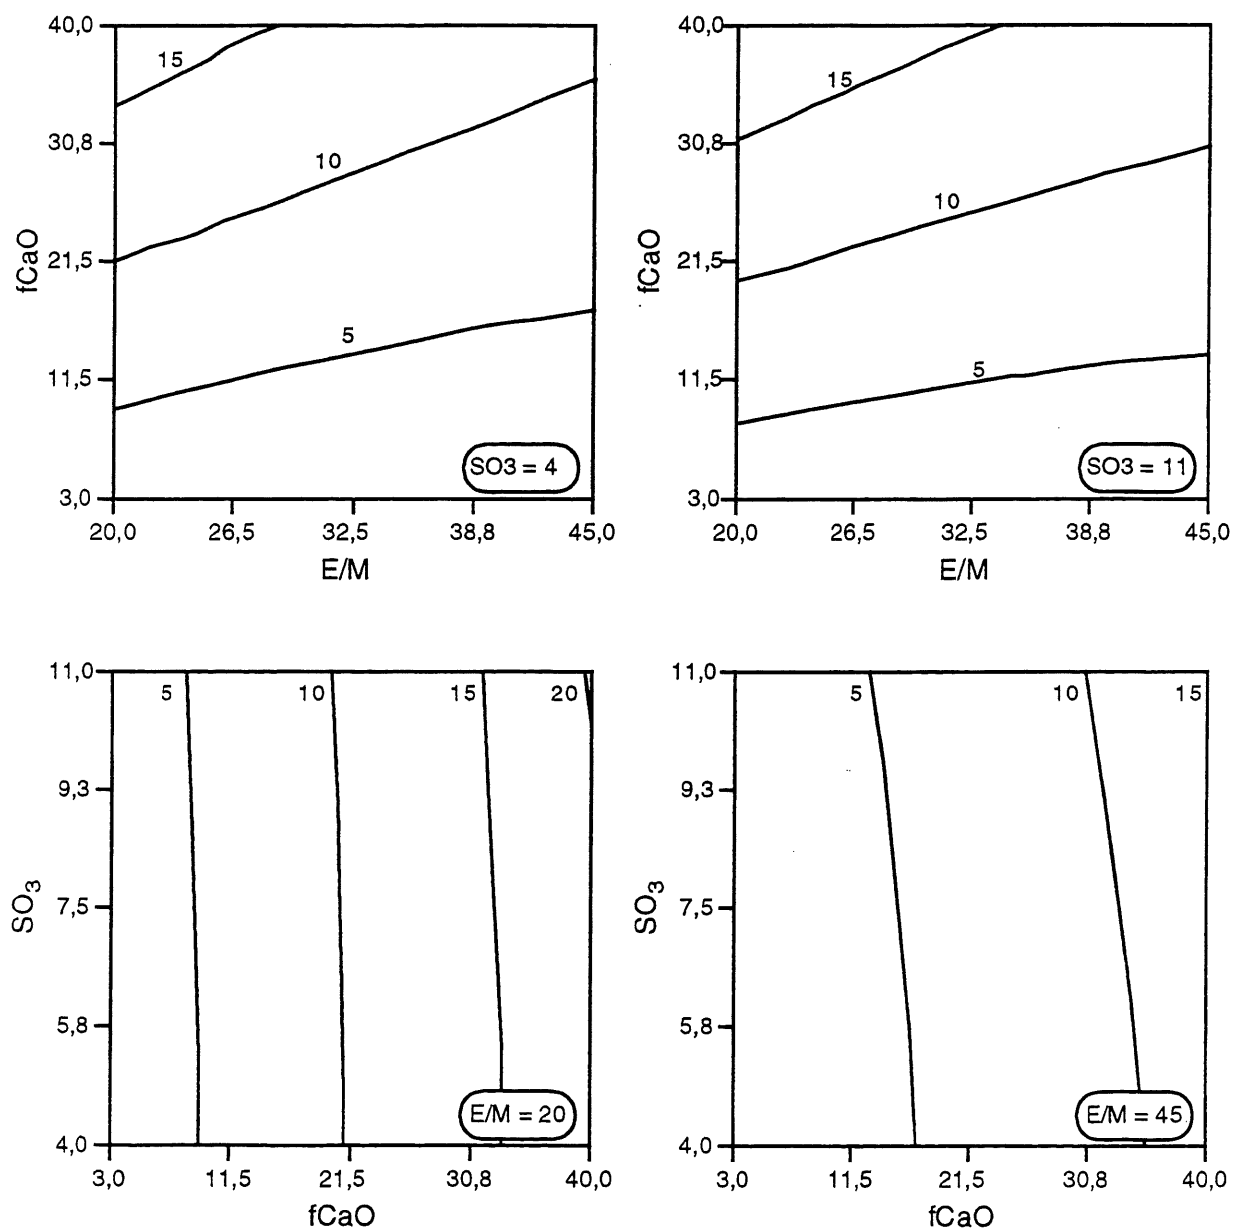 40,0
30,8
21,5
11,5
3,0
fCaO
15
10
5
SO3 = 4
20,0 26,5 32,5 38,8 45,0
E/M
40,0
30,8
21,5
11,5
3,0
fCaO
15
10
5
SO3 = 11
20,0 26,5 32,5 38,8 45,0
E/M
11,0
9,3
7,5
5,8
4,0
SO3
5 10 15 20
E/M = 20
3,0 11,5 21,5 30,8 40,0
fCaO
11,0
9,3
7,5
5,8
4,0
SO3
5 10 15
E/M = 45
3,0 11,5 21,5 30,8 40,0
fCaO